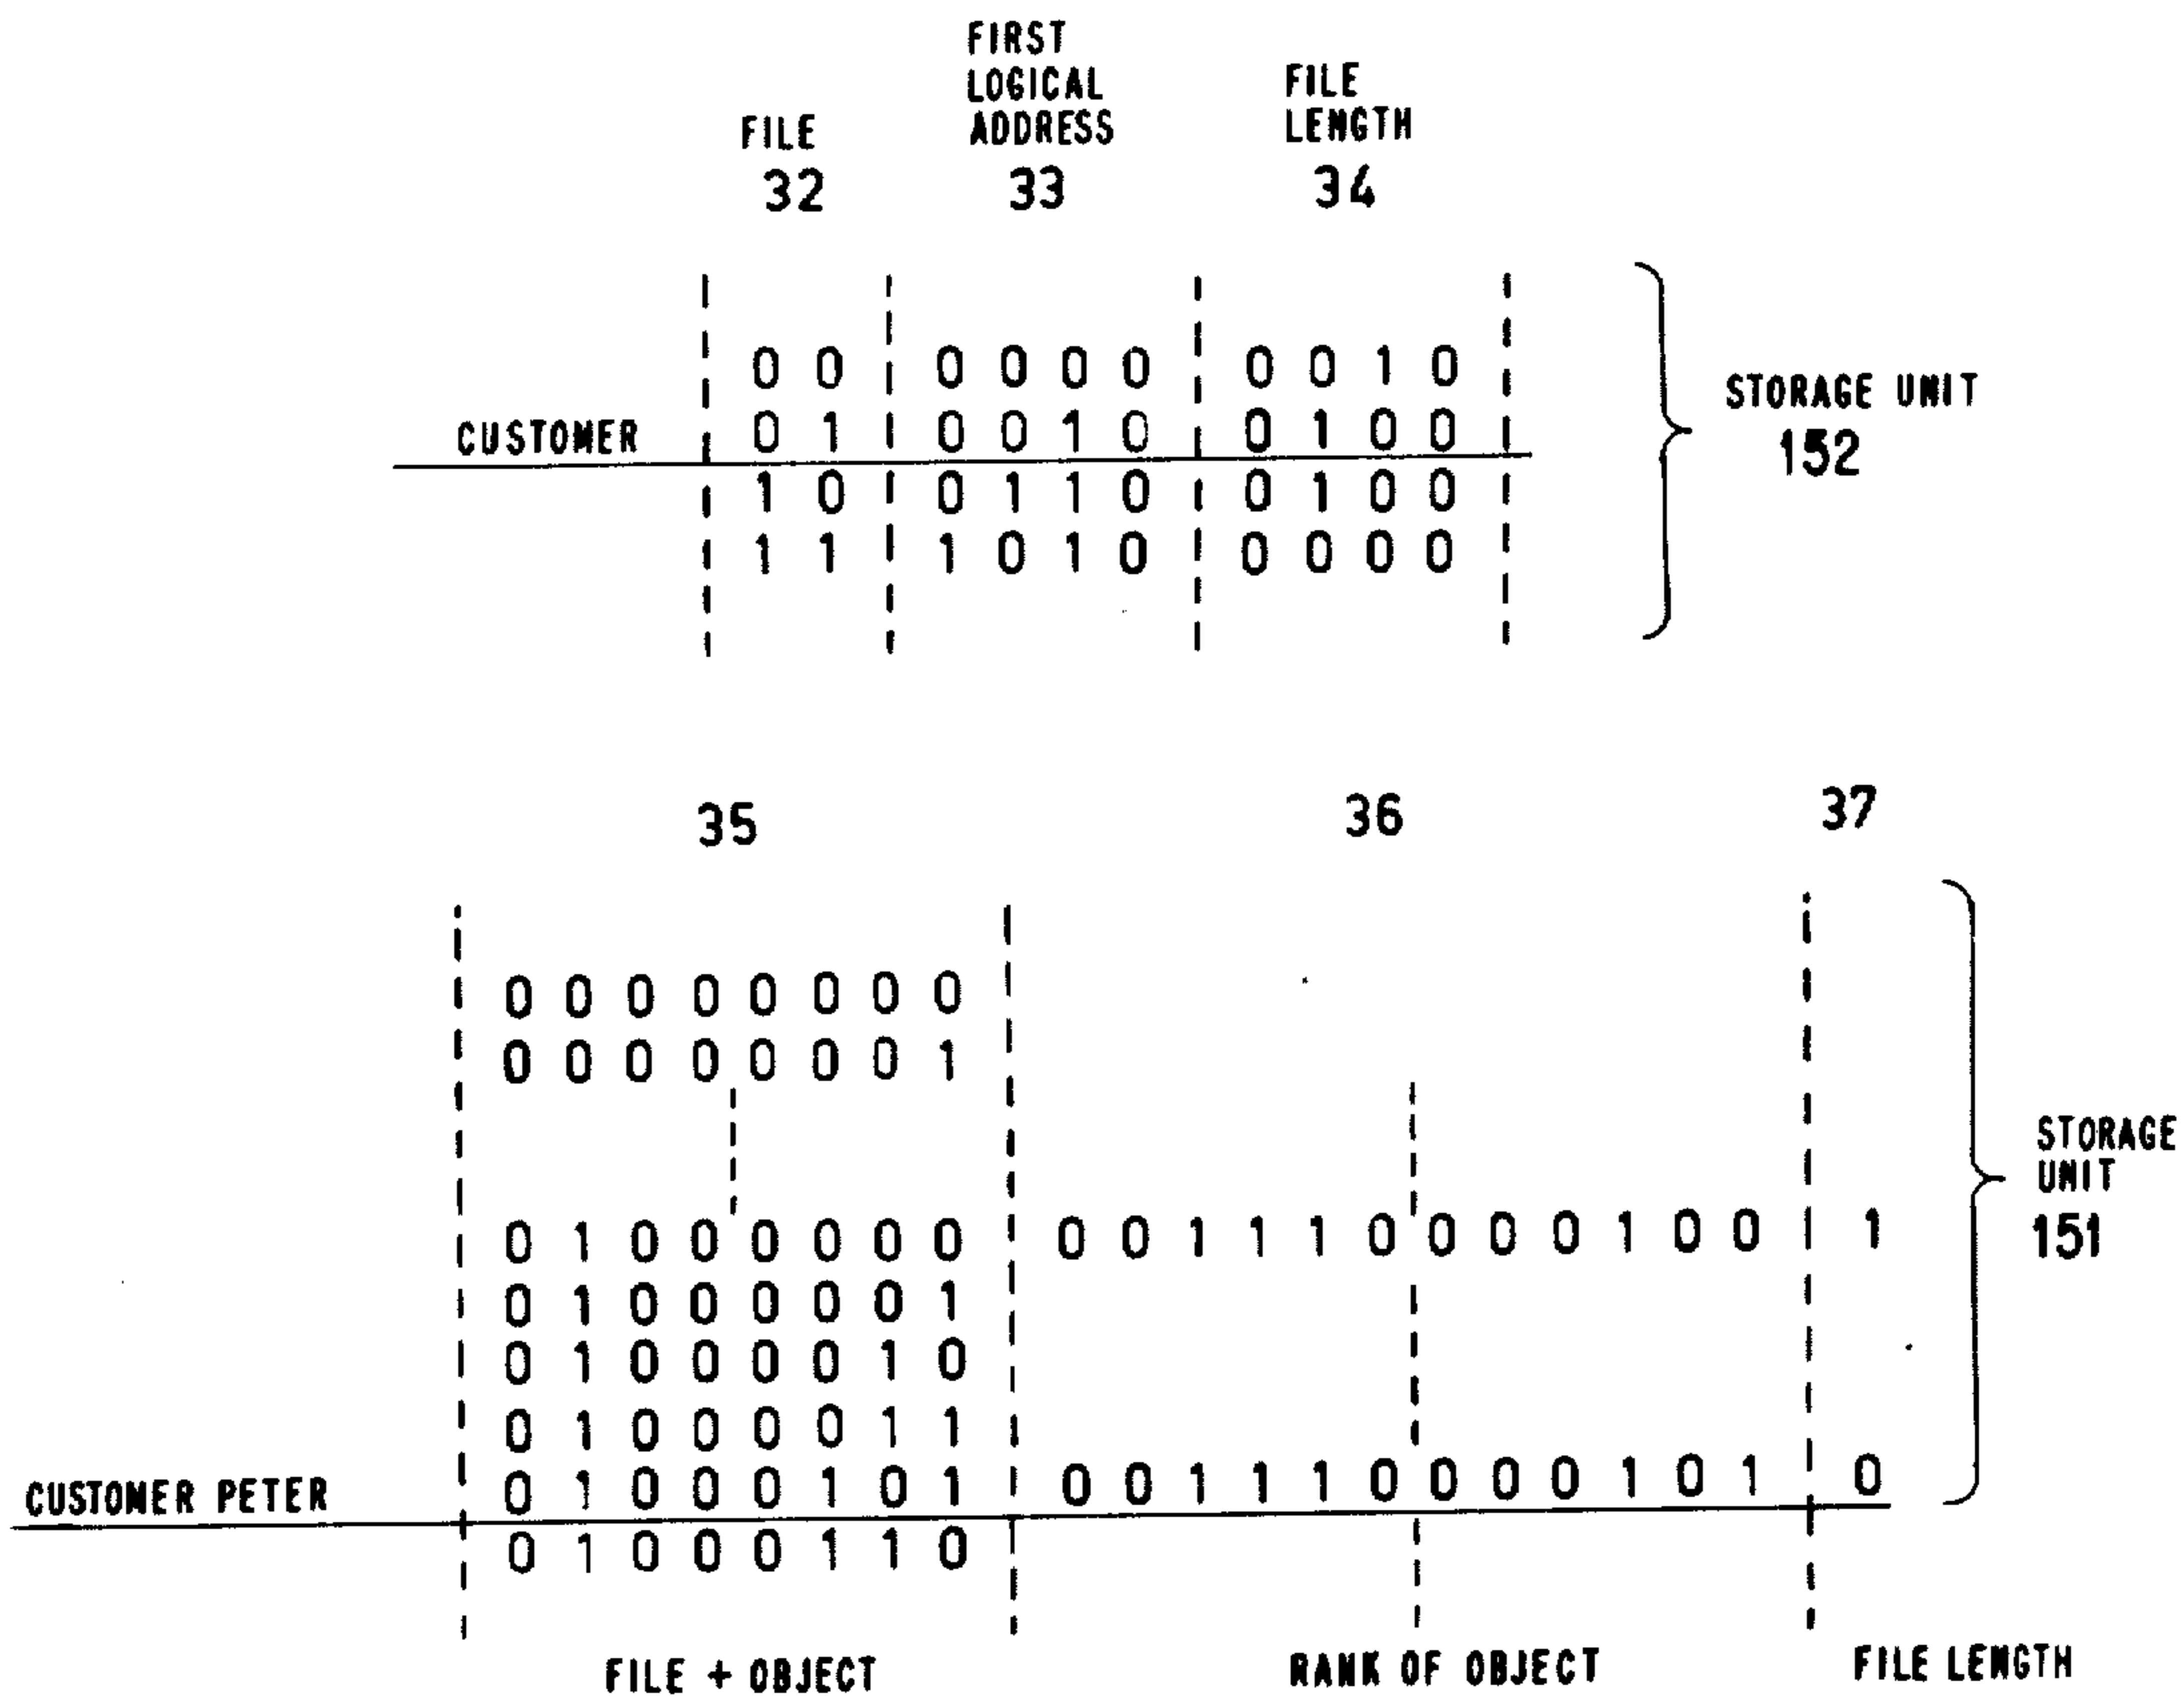 FIRST
LOGICAL
ADDRESS
33
FILE
LENGTH
34
FILE
32
0 0 0 0 0 0 0 0 1 0
CUSTOMER 0 1 0 0 1 0 0 1 0 0
1 0 0 1 1 0 0 1 0 0
1 1 1 0 1 0 0 0 0 0
STORAGE UNIT
152
35 36 37
0 0 0 0 0 0 0 0
0 0 0 0 0 0 0 1
0 1 0 0 0 0 0 0 0 0 1 1 1 0 0 0 0 1 0 0 1
0 1 0 0 0 0 0 1
0 1 0 0 0 0 1 0
0 1 0 0 0 0 1 1
CUSTOMER PETER 0 1 0 0 0 1 0 1 0 0 1 1 1 0 0 0 0 1 0 1 0
0 1 0 0 0 1 1 0
STORAGE
UNIT
151
FILE + OBJECT RANK OF OBJECT FILE LENGTH